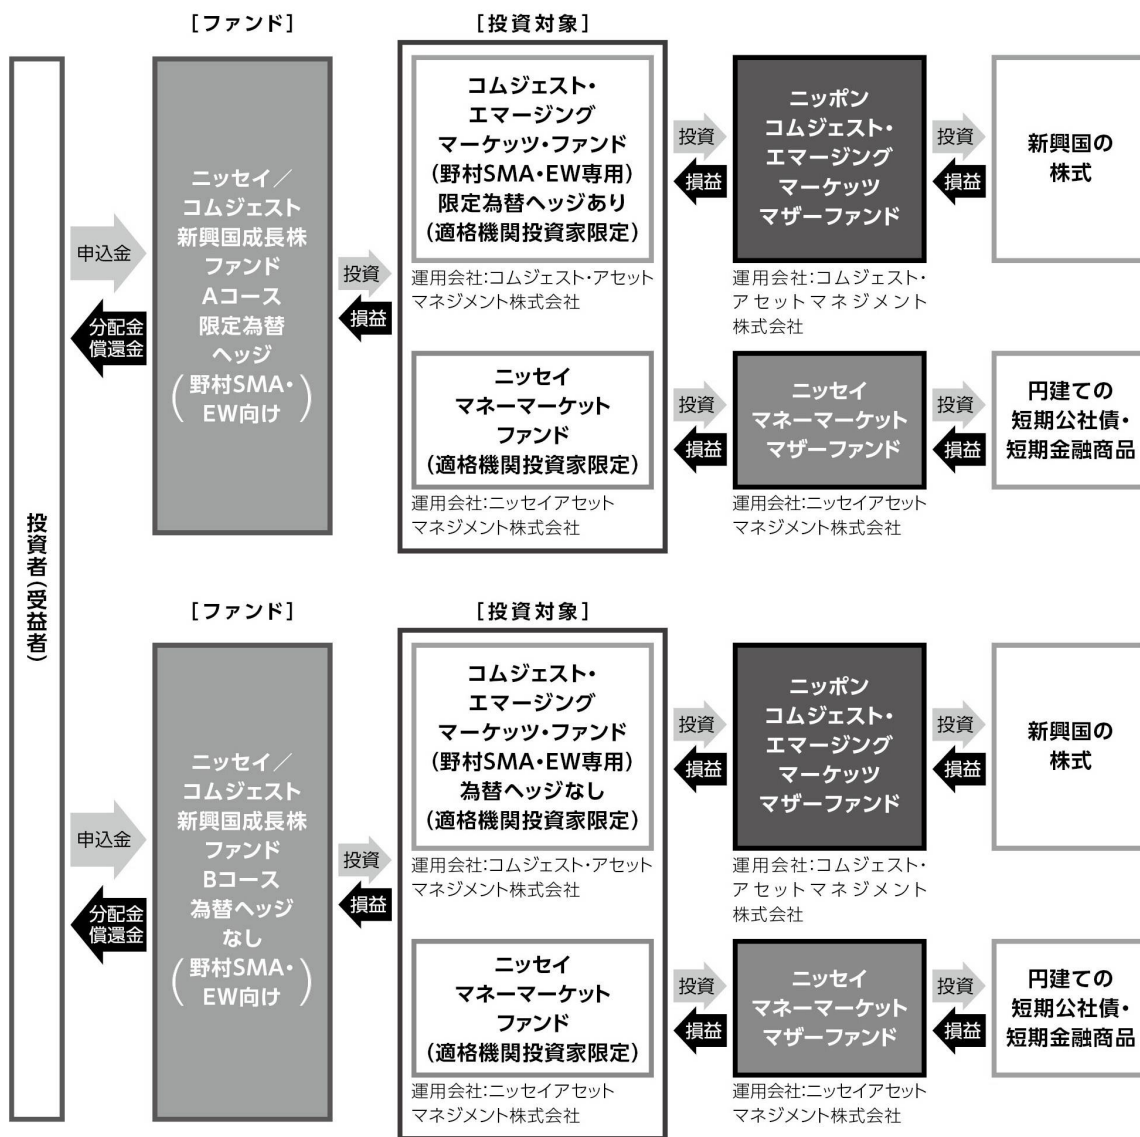 [ファンド]
[投資対象]
投資者(受益者)
申込金
分配金
償還金
ニッセイ／
コムジェスト
新興国成長株
ファンド
Aコース
限定為替
ヘッジ
(野村SMA・
EW向け)
投資
損益
コムジェスト・
エマージング
マーケッツ・ファンド
(野村SMA・EW専用)
限定為替ヘッジあり
(適格機関投資家限定)
運用会社:コムジェスト・アセット
マネジメント株式会社
投資
損益
ニッポン
コムジェスト・
エマージング
マーケッツ
マザーファンド
運用会社:コムジェスト・
アセットマネジメント
株式会社
投資
損益
新興国の
株式
ニッセイ
マネーマーケット
ファンド
(適格機関投資家限定)
運用会社:ニッセイアセット
マネジメント株式会社
投資
損益
ニッセイ
マネーマーケット
マザーファンド
運用会社:ニッセイアセット
マネジメント株式会社
投資
損益
円建ての
短期公社債・
短期金融商品
[ファンド]
[投資対象]
申込金
分配金
償還金
ニッセイ／
コムジェスト
新興国成長株
ファンド
Bコース
為替ヘッジ
なし
(野村SMA・
EW向け)
投資
損益
コムジェスト・
エマージング
マーケッツ・ファンド
(野村SMA・EW専用)
為替ヘッジなし
(適格機関投資家限定)
運用会社:コムジェスト・アセット
マネジメント株式会社
投資
損益
ニッポン
コムジェスト・
エマージング
マーケッツ
マザーファンド
運用会社:コムジェスト・
アセットマネジメント
株式会社
投資
損益
新興国の
株式
ニッセイ
マネーマーケット
ファンド
(適格機関投資家限定)
運用会社:ニッセイアセット
マネジメント株式会社
投資
損益
ニッセイ
マネーマーケット
マザーファンド
運用会社:ニッセイアセット
マネジメント株式会社
投資
損益
円建ての
短期公社債・
短期金融商品